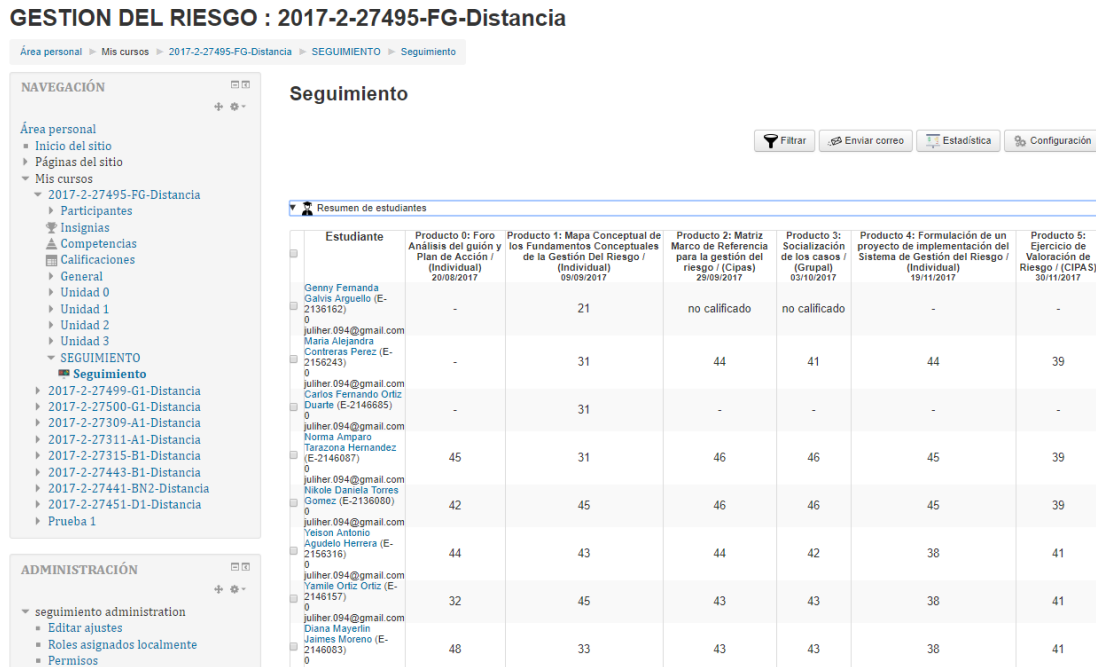 GESTION DEL RIESGO : 2017-2-27495-FG-Distancia
Área personal Mis cursos 2017-2-27495-FG-Distancia SEGUIMIENTO Seguimiento
NAVEGACIÓN
Área personal
Inicio del sitio
Páginas del sitio
Mis cursos
2017-2-27495-FG-Distancia
Participantes
Insignias
Competencias
Calificaciones
General
Unidad 0
Unidad 1
Unidad 2
Unidad 3
SEGUIMIENTO
Seguimiento
2017-2-27499-G1-Distancia
2017-2-27500-G1-Distancia
2017-2-27309-A1-Distancia
2017-2-27311-A1-Distancia
2017-2-27315-B1-Distancia
2017-2-27443-B1-Distancia
2017-2-27441-BN2-Distancia
2017-2-27451-D1-Distancia
Prueba 1
ADMINISTRACIÓN
seguimiento administration
Editar ajustes
Roles asignados localmente
Permisos
Seguimiento
Filtrar Enviar correo Estadística Configuración
Resumen de estudiantes
Estudiante
Producto 0: Foro
Análisis del guión y
Plan de Acción /
(Individual)
20/08/2017
Producto 1: Mapa Conceptual de
los Fundamentos Conceptuales
de la Gestión Del Riesgo /
(Individual)
09/09/2017
Producto 2: Matriz
Marco de Referencia
para la gestión del
riesgo / (Cipas)
29/09/2017
Producto 3:
Socialización
de los casos /
(Grupal)
03/10/2017
Producto 4: Formulación de un
proyecto de implementación del
Sistema de Gestión del Riesgo /
(Individual)
19/11/2017
Producto 5:
Ejercicio de
Valoración de
Riesgo / (CIPAS)
30/11/2017
Genny Fernanda
Galvis Arguello (E-
2136162)
0
juliher.094@gmail.com
- 21 no calificado no calificado - -
Maria Alejandra
Contreras Perez (E-
2156243)
0
juliher.094@gmail.com
- 31 44 41 44 39
Carlos Fernando Ortiz
Duarte (E-2146685)
0
juliher.094@gmail.com
- 31 - - - -
Norma Amparo
Tarazona Hernandez
(E-2146087)
0
juliher.094@gmail.com
45 31 46 46 45 39
Nikole Daniela Torres
Gomez (E-2136080)
0
juliher.094@gmail.com
42 45 46 46 45 39
Yeison Antonio
Agudelo Herrera (E-
2156316)
0
juliher.094@gmail.com
44 43 44 42 38 41
Yamile Ortiz Ortiz (E-
2146157)
0
juliher.094@gmail.com
32 45 43 43 38 41
Diana Mayerlin
Jaimes Moreno (E-
2146083)
0
48 33 43 43 38 41